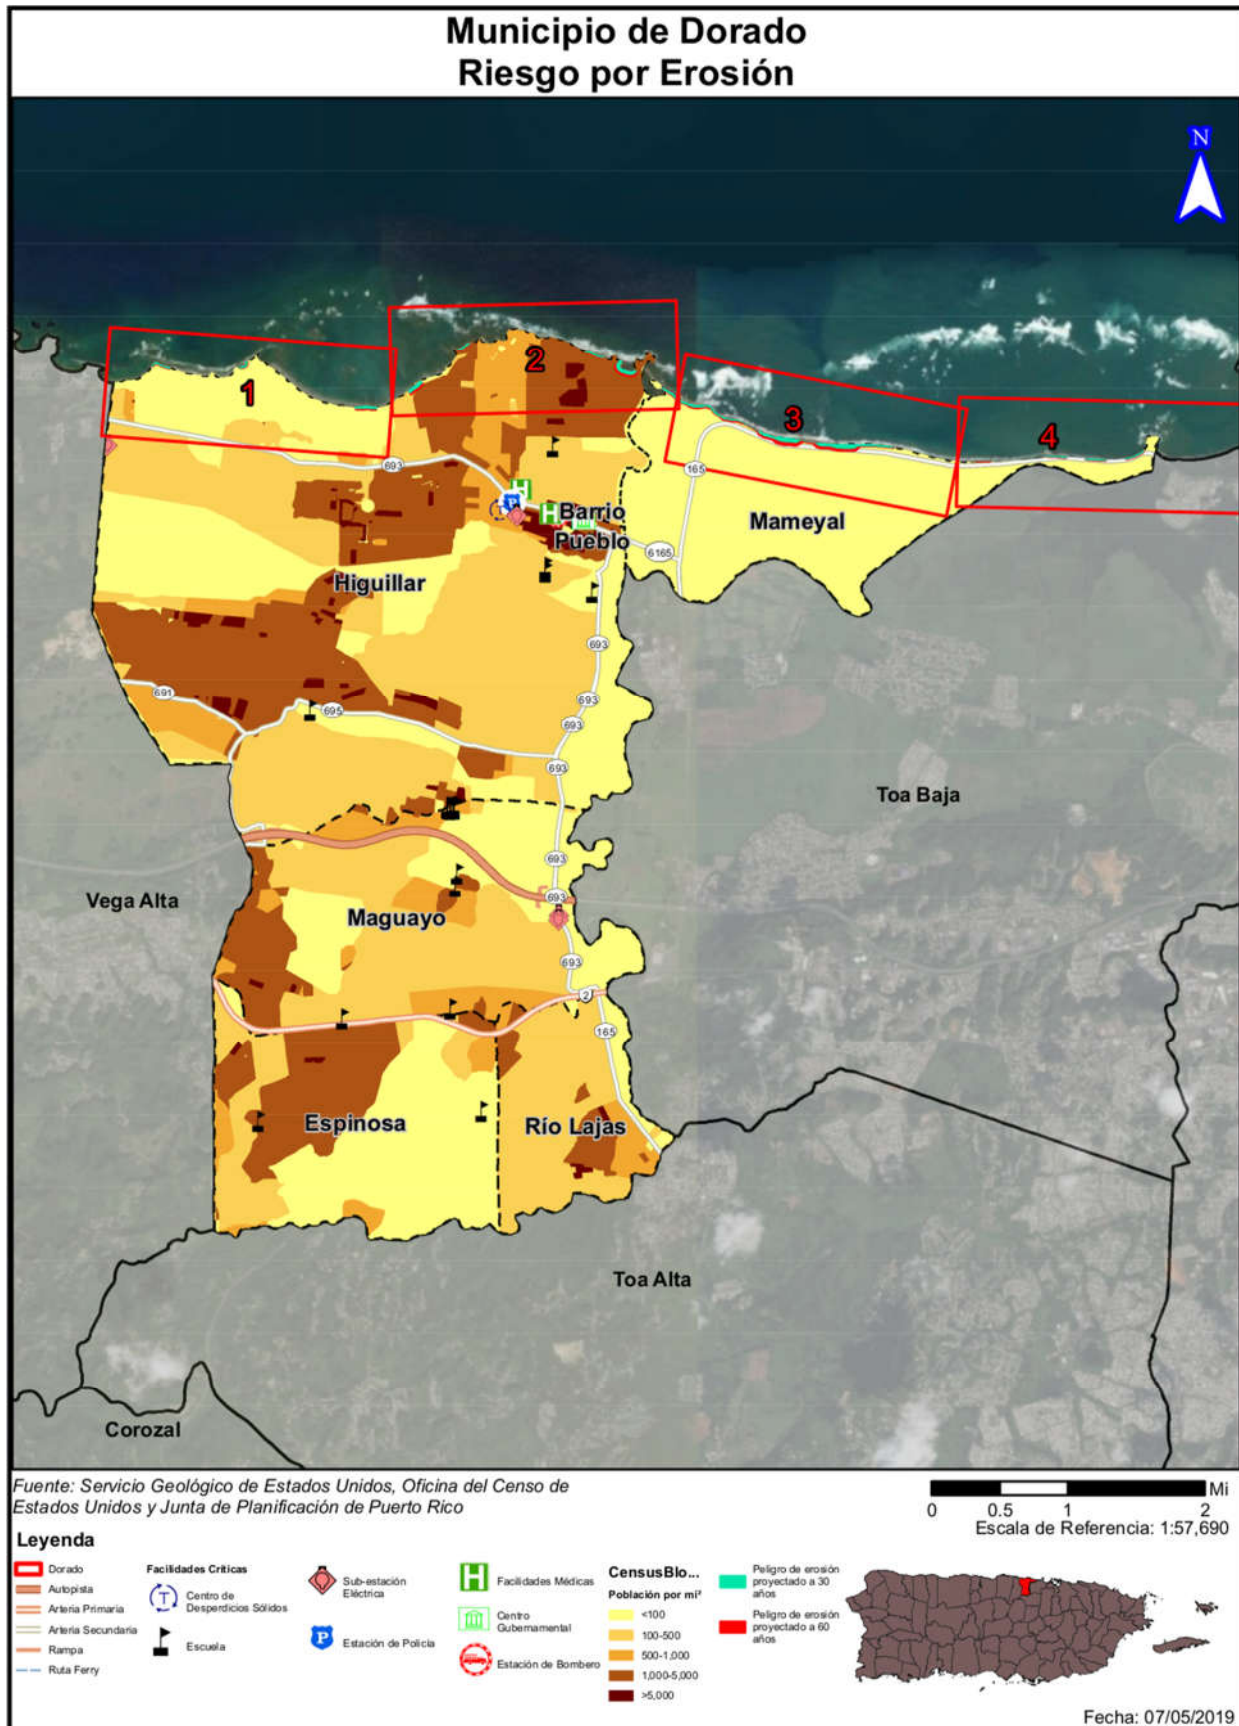 Municipio de Dorado
Riesgo por Erosión
N
1
2
3
4
693
165
Barrio
Pueblo
Mameyal
6165
Higuillar
693
691
695
693
693
693
Toa Baja
693
Vega Alta
693
Maguayo
693
2
165
Espinosa
Río Lajas
Toa Alta
Corozal
Fuente: Servicio Geológico de Estados Unidos, Oficina del Censo de
Estados Unidos y Junta de Planificación de Puerto Rico
Mi
0 0.5 1 2
Escala de Referencia: 1:57,690
Leyenda
Dorado
Autopista
Arteria Primaria
Arteria Secundaria
Rampa
Ruta Ferry
Facilidades Críticas
T
Centro de
Desperdicios Sólidos
Escuela
Sub-estación
Eléctrica
P
Estación de Policía
H
Facilidades Médicas
Centro
Gubernamental
Estación de Bombero
CensusBlo...
Población por mi²
<100
100-500
500-1,000
1,000-5,000
>5,000
Peligro de erosión
proyectado a 30
años
Peligro de erosión
proyectado a 60
años
Fecha: 07/05/2019